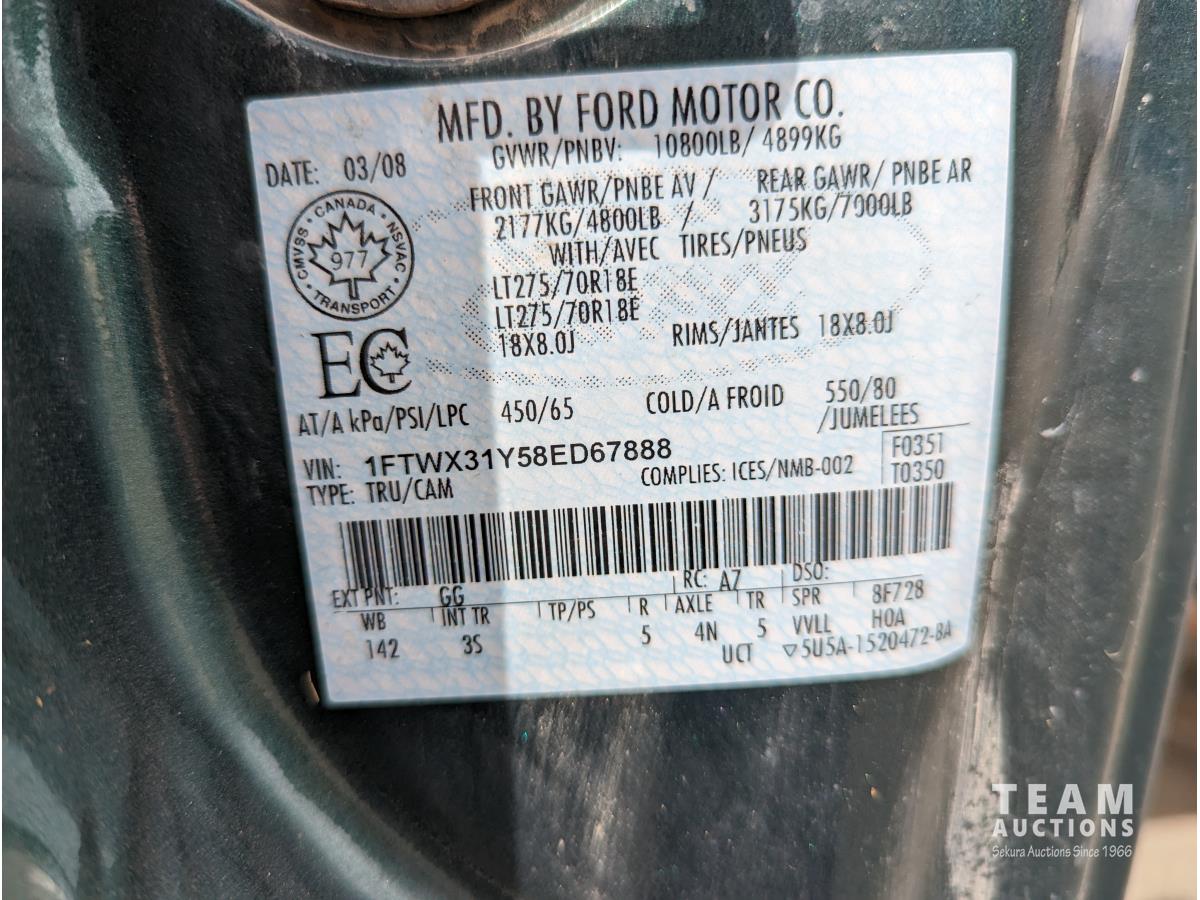 MFD. BY FORD MOTOR CO.
DATE: 03/08
GVWR/PNBV: 10800LB/ 4899KG
FRONT GAWR/PNBE AV / REAR GAWR/ PNBE AR
2177KG/4800LB / 3175KG/7000LB
WITH/AVEC TIRES/PNEUS
CANADA
CMVSS 977 NSVAC
TRANSPORT
LT275/70R18E
LT275/70R18E
18X8.0J RIMS/JANTES 18X8.0J
EC
AT/A kPa/PSI/LPC 450/65 COLD/A FROID 550/80
/JUMELEES
VIN: 1FTWX31Y58ED67888
F0351
TYPE: TRU/CAM COMPLIES: ICES/NMB-002 T0350
EXT PNT: GG RC: A7 DSO:
WB INT TR TP/PS R AXLE TR SPR 8F728
142 3S 5 4N 5 VVLL HOA
UCT ▽5U5A-1520472-BA
TEAM
AUCTIONS
Sekura Auctions Since 1966